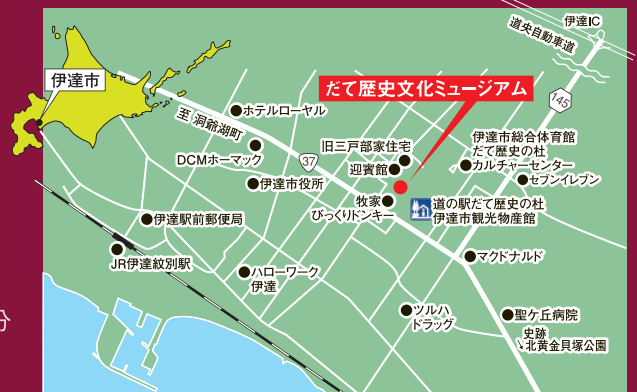 伊達市
道央自動車道
伊達IC
145
だて歴史文化ミュージアム
至 洞爺湖町
ホテルローヤル
DCMホーマック
37
旧三戸部家住宅
迎賓館
伊達市総合体育館
だて歴史の杜
カルチャーセンター
セブンイレブン
伊達市役所
牧家
びっくりドンキー
道の駅だて歴史の杜
伊達市観光物産館
伊達駅前郵便局
JR伊達紋別駅
ハローワーク
伊達
マクドナルド
ツルハ
ドラッグ
聖ヶ丘病院
史跡
北黄金貝塚公園
分